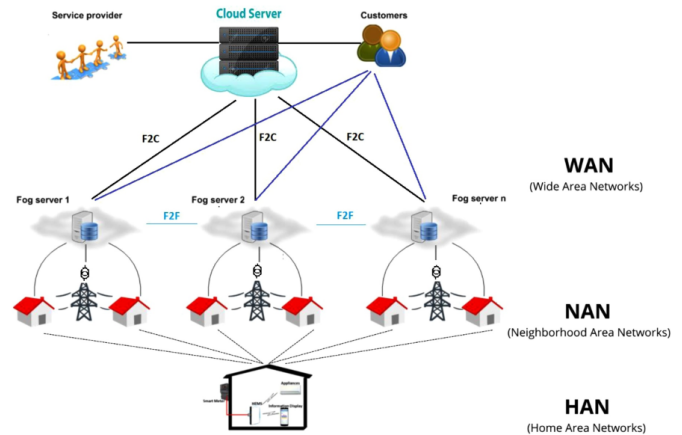 Service provider
Cloud Server
Customers
F2C
F2C
F2C
WAN
(Wide Area Networks)
Fog server 1
Fog server 2
Fog server n
F2F
F2F
NAN
(Neighborhood Area Networks)
Appliances
Smart Meter
HEMS
Information Display
HAN
(Home Area Networks)